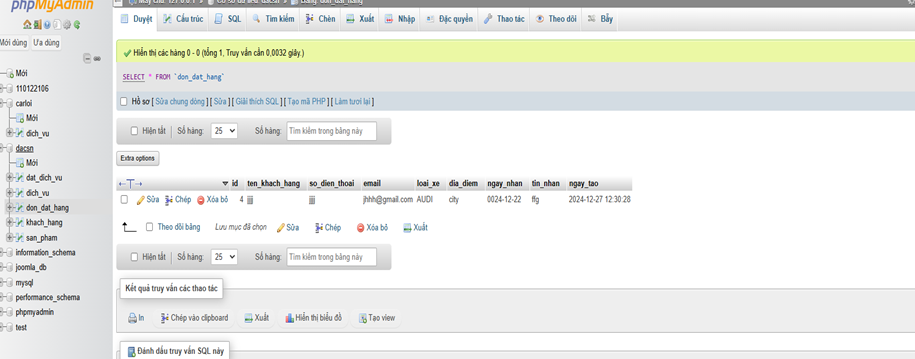 phpMyAdmin
Máy chủ: 127.0.0.1 » Cơ sở dữ liệu: dacsn » Bảng: don_dat_hang
Duyệt Cấu trúc SQL Tìm kiếm Chèn Xuất Nhập Đặc quyền Thao tác Theo dõi Bẫy
Mới dùng Ưa dùng
Mới
110122106
carloi
Mới
dich_vu
dacsn
Mới
dat_dich_vu
dich_vu
don_dat_hang
khach_hang
san_pham
information_schema
joomla_db
mysql
performance_schema
phpmyadmin
test
Hiển thị các hàng 0 - 0 (tổng 1, Truy vấn cần 0,0032 giây.)
SELECT * FROM `don_dat_hang`
Hồ sơ [ Sửa chung dòng ] [ Sửa ] [ Giải thích SQL ] [ Tạo mã PHP ] [ Làm tươi lại ]
Hiện tất Số hàng: 25 Số hàng: Tìm kiếm trong bảng này
Extra options
id ten_khach_hang so_dien_thoai email loai_xe dia_diem ngay_nhan tin_nhan ngay_tao
Sửa Chép Xóa bỏ 4 jhhh@gmail.com AUDI city 0024-12-22 ffg 2024-12-27 12:30:28
Theo dõi bảng Lưu mục đã chọn Sửa Chép Xóa bỏ Xuất
Hiện tất Số hàng: 25 Số hàng: Tìm kiếm trong bảng này
Kết quả truy vấn các thao tác
In Chép vào clipboard Xuất Hiển thị biểu đồ Tạo view
Đánh dấu truy vấn SQL này